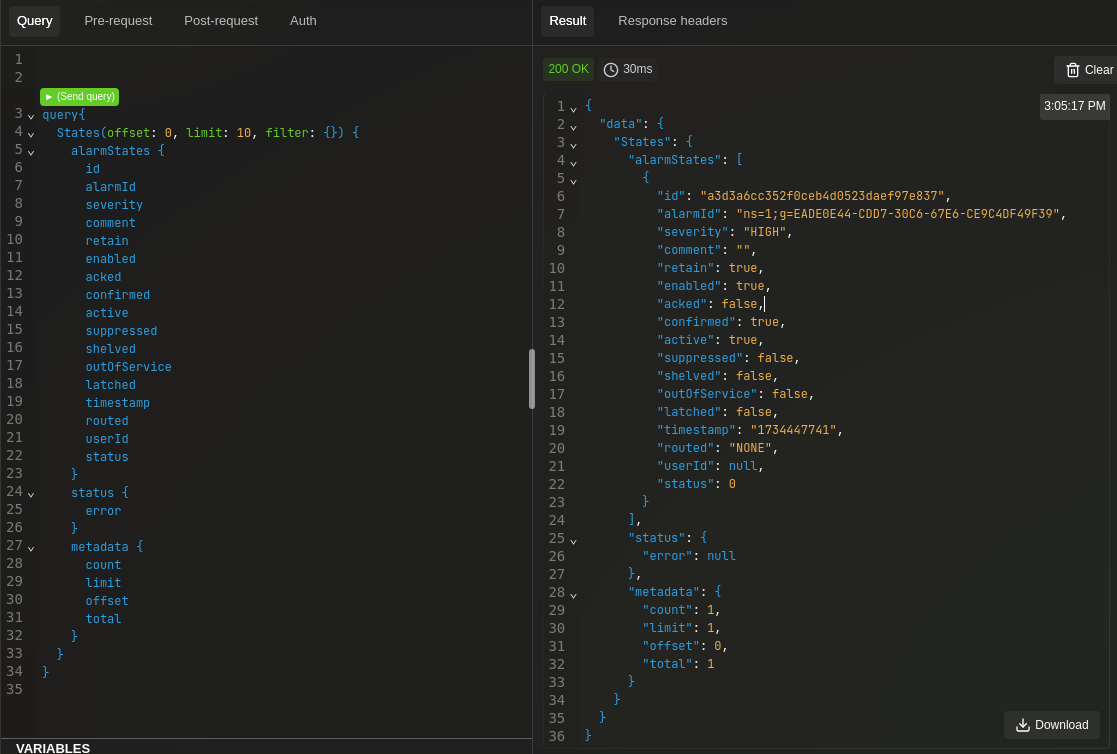 Query Pre-request Post-request Auth
1
2
► (Send query)
3 query{
4 States(offset: 0, limit: 10, filter: {}) {
5 alarmStates {
6 id
7 alarmId
8 severity
9 comment
10 retain
11 enabled
12 acked
13 confirmed
14 active
15 suppressed
16 shelved
17 outOfService
18 latched
19 timestamp
20 routed
21 userId
22 status
23 }
24 status {
25 error
26 }
27 metadata {
28 count
29 limit
30 offset
31 total
32 }
33 }
34 }
35
VARIABLES
Result Response headers
200 OK 30ms Clear
3:05:17 PM
1 {
2 "data": {
3 "States": {
4 "alarmStates": [
5 {
6 "id": "a3d3a6cc352f0ceb4d0523daef97e837",
7 "alarmId": "ns=1;g=EADE0E44-CDD7-30C6-67E6-CE9C4DF49F39",
8 "severity": "HIGH",
9 "comment": "",
10 "retain": true,
11 "enabled": true,
12 "acked": false,
13 "confirmed": true,
14 "active": true,
15 "suppressed": false,
16 "shelved": false,
17 "outOfService": false,
18 "latched": false,
19 "timestamp": "1734447741",
20 "routed": "NONE",
21 "userId": null,
22 "status": 0
23 }
24 ],
25 "status": {
26 "error": null
27 },
28 "metadata": {
29 "count": 1,
30 "limit": 1,
31 "offset": 0,
32 "total": 1
33 }
34 }
35 }
36 }
Download